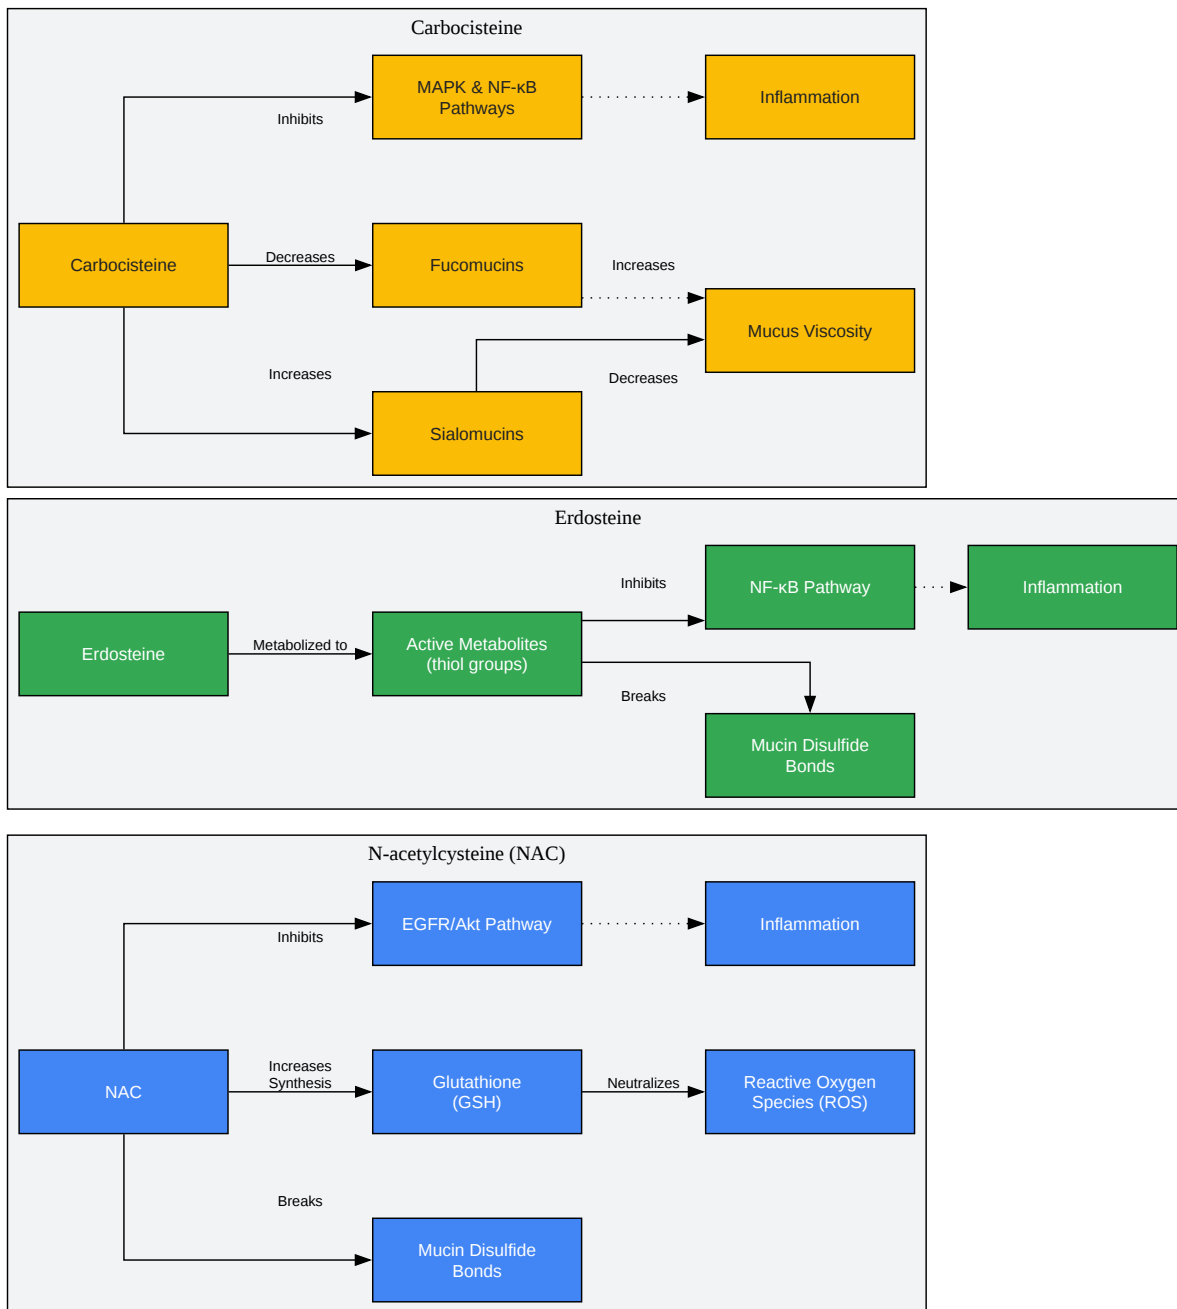 Carbocisteine
MAPK & NF-κB
Pathways
Inflammation
Inhibits
Carbocisteine
Decreases
Fucomucins
Increases
Mucus Viscosity
Increases
Decreases
Sialomucins
Erdosteine
Inhibits
NF-κB Pathway
Inflammation
Erdosteine
Metabolized to
Active Metabolites
(thiol groups)
Breaks
Mucin Disulfide
Bonds
N-acetylcysteine (NAC)
EGFR/Akt Pathway
Inflammation
Inhibits
NAC
Increases
Synthesis
Glutathione
(GSH)
Neutralizes
Reactive Oxygen
Species (ROS)
Breaks
Mucin Disulfide
Bonds